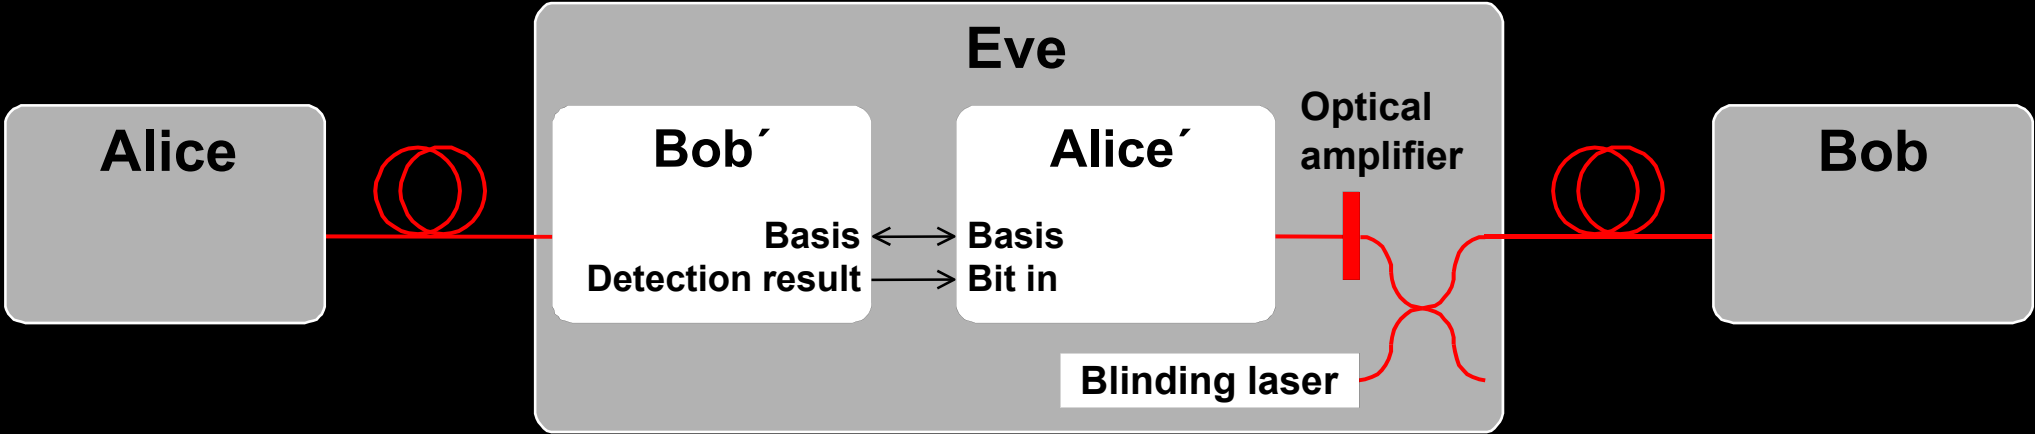 Eve
Alice
Bob´
Alice´
Optical
amplifier
Bob
Basis
Basis
Detection result
Bit in
Blinding laser